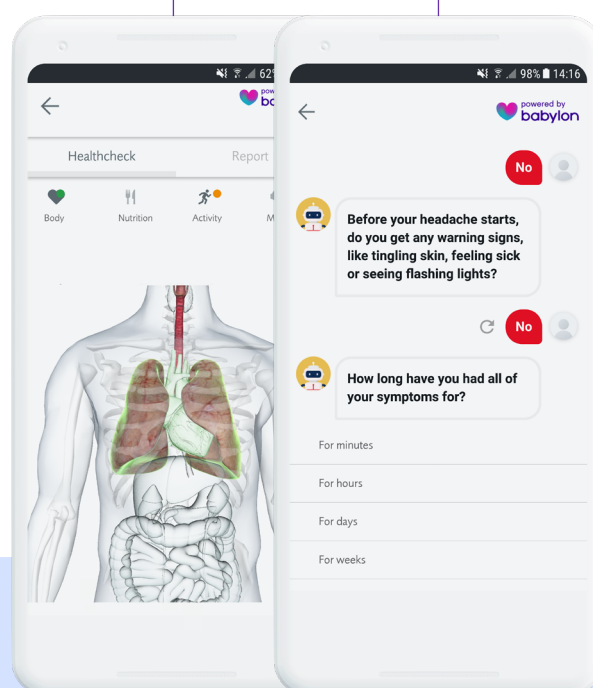 62
Healthcheck
Report
Body
Nutrition
Activity
98% 14:16
powered by
babylon
No
Before your headache starts,
do you get any warning signs,
like tingling skin, feeling sick
or seeing flashing lights?
No
How long have you had all of
your symptoms for?
For minutes
For hours
For days
For weeks